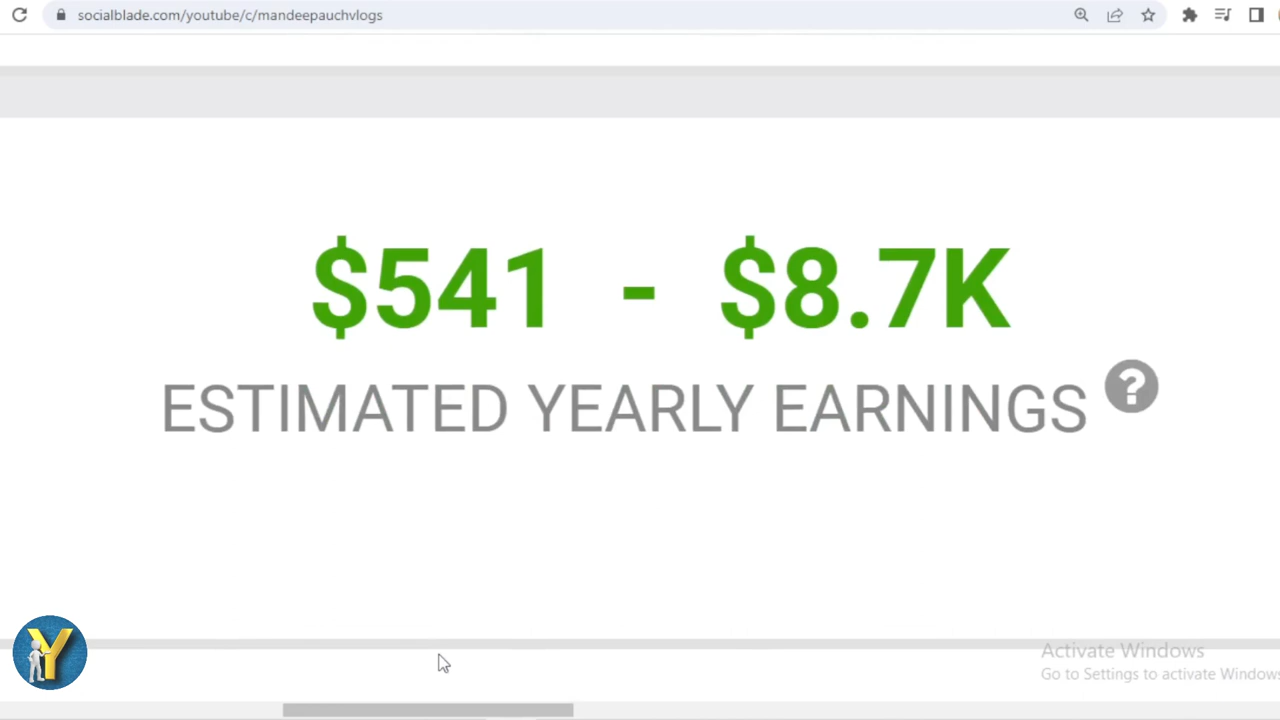 socialblade.com/youtube/c/mandeepauchvlogs
$541 - $8.7K
ESTIMATED YEARLY EARNINGS ?
Y
Activate Windows
Go to Settings to activate Windows